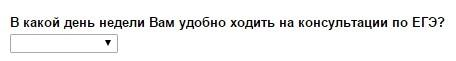 В какой день недели Вам удобно ходить на консультации по ЕГЭ?